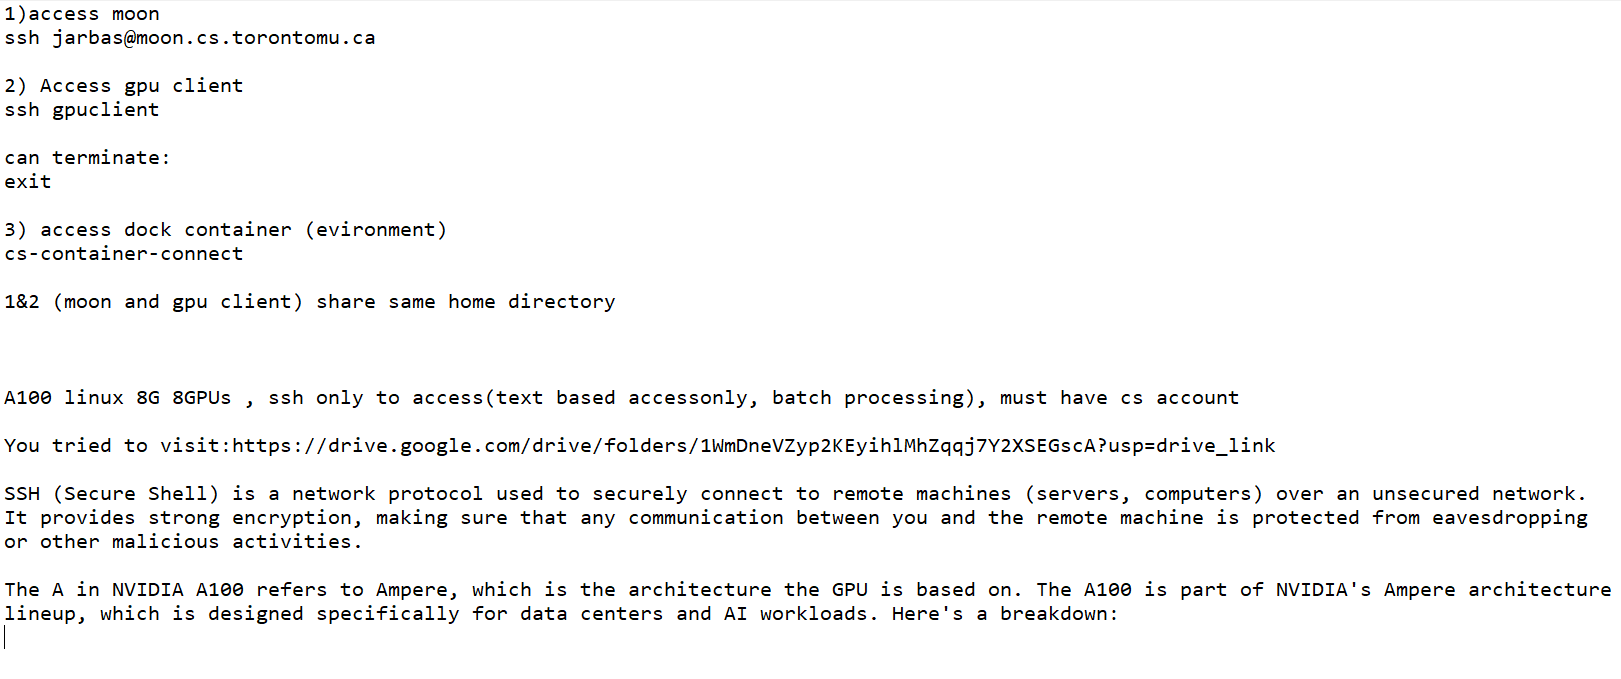 1)access moon
ssh jarbas@moon.cs.torontomu.ca
2) Access gpu client
ssh gpuclient
can terminate:
exit
3) access dock container (evironment)
cs-container-connect
1&2 (moon and gpu client) share same home directory
A100 linux 8G 8GPUs , ssh only to access(text based accessonly, batch processing), must have cs account
You tried to visit:https://drive.google.com/drive/folders/1WmDneVZyp2KEyihlMhZqqj7Y2XSEGscA?usp=drive_link
SSH (Secure Shell) is a network protocol used to securely connect to remote machines (servers, computers) over an unsecured network.
It provides strong encryption, making sure that any communication between you and the remote machine is protected from eavesdropping
or other malicious activities.
The A in NVIDIA A100 refers to Ampere, which is the architecture the GPU is based on. The A100 is part of NVIDIA's Ampere architecture
lineup, which is designed specifically for data centers and AI workloads. Here's a breakdown: